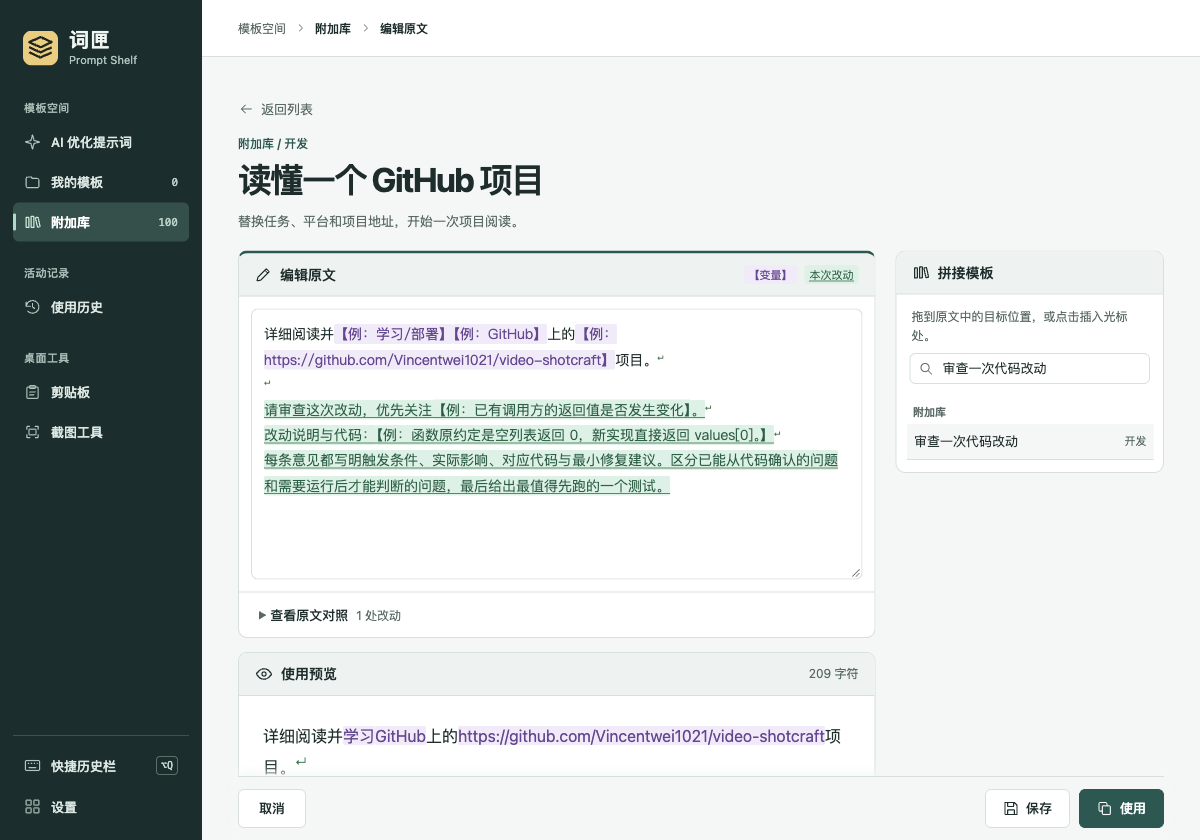 词匣
Prompt Shelf
模板空间
AI 优化提示词
我的模板 0
附加库 100
活动记录
使用历史
桌面工具
剪贴板
截图工具
快捷历史栏 ⌥Q
设置
模板空间 > 附加库 > 编辑原文
← 返回列表
附加库 / 开发
读懂一个 GitHub 项目
替换任务、平台和项目地址，开始一次项目阅读。
编辑原文 【变量】 本次改动
详细阅读并【例：学习/部署】【例：GitHub】上的【例：
https://github.com/Vincentwei1021/video-shotcraft】项目。↵
↵
请审查这次改动，优先关注【例：已有调用方的返回值是否发生变化】。↵
改动说明与代码：【例：函数原约定是空列表返回 0，新实现直接返回 values[0]。】↵
每条意见都写明触发条件、实际影响、对应代码与最小修复建议。区分已能从代码确认的问题
和需要运行后才能判断的问题，最后给出最值得先跑的一个测试。
▶ 查看原文对照 1 处改动
使用预览 209 字符
详细阅读并学习GitHub上的https://github.com/Vincentwei1021/video-shotcraft项
目。↵
取消
保存
使用
拼接模板
拖到原文中的目标位置，或点击插入光标
处。
审查一次代码改动
附加库
审查一次代码改动 开发